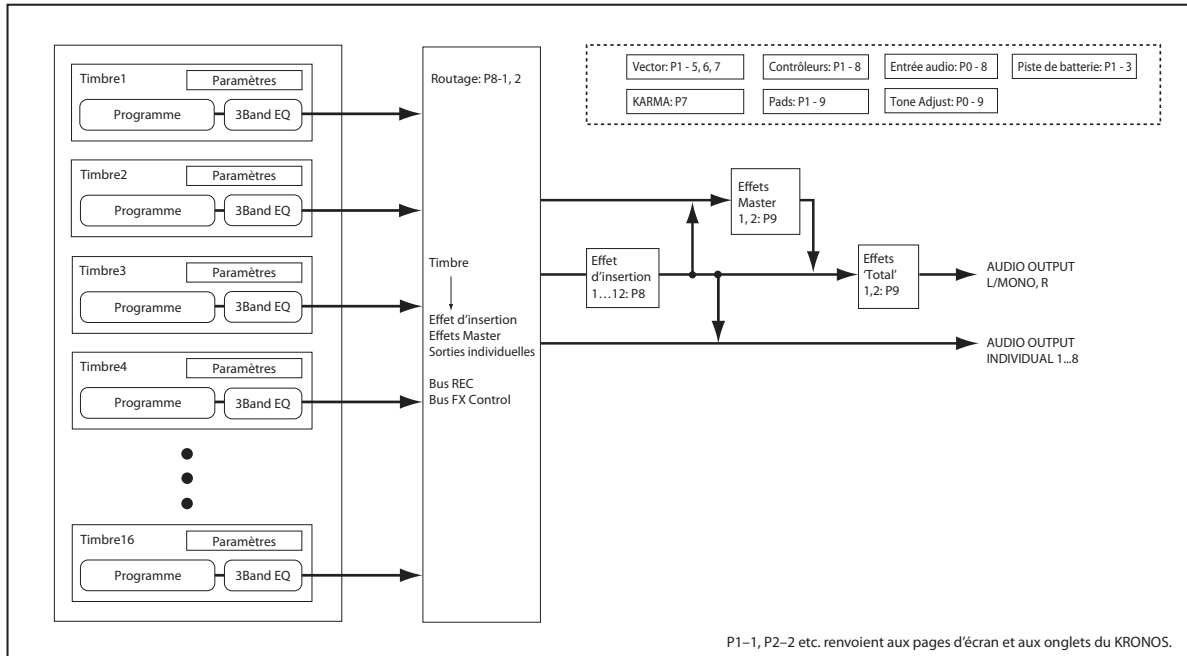 Timbre1
Paramètres
Programme
3Band EQ
Timbre2
Paramètres
Programme
3Band EQ
Timbre3
Paramètres
Programme
3Band EQ
Timbre4
Paramètres
Programme
3Band EQ
Timbre16
Paramètres
Programme
3Band EQ
Routage: P8-1, 2
Timbre
Effet d’insertion
Effets Master
Sorties individuelles
Bus REC
Bus FX Control
Vector: P1 - 5, 6, 7
Contrôleurs: P1 - 8
Entrée audio: P0 - 8
Piste de batterie: P1 - 3
KARMA: P7
Pads: P1 - 9
Tone Adjust: P0 - 9
Effets
Master
1, 2: P9
Effet
d’insertion
1…12: P8
Effets
‘Total’
1,2: P9
AUDIO OUTPUT
L/MONO, R
AUDIO OUTPUT
INDIVIDUAL 1...8
P1–1, P2–2 etc. renvoient aux pages d’écran et aux onglets du KRONOS.